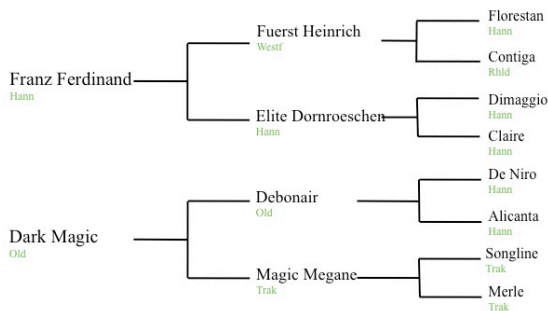 Franz Ferdinand
Hann
Fuerst Heinrich
Westf
Florestan
Hann
Contiga
Rhld
Elite Dornroeschen
Hann
Dimaggio
Hann
Claire
Hann
Dark Magic
Old
Debonair
Old
De Niro
Hann
Alicanta
Hann
Magic Megane
Trak
Songline
Trak
Merle
Trak